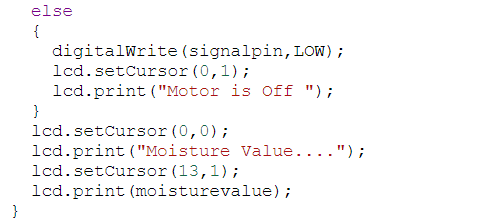 else
{
digitalWrite(signalpin,LOW);
lcd.setCursor(0,1);
lcd.print("Motor is Off ");
}
lcd.setCursor(0,0);
lcd.print("Moisture Value....");
lcd.setCursor(13,1);
lcd.print(moisturevalue);
}